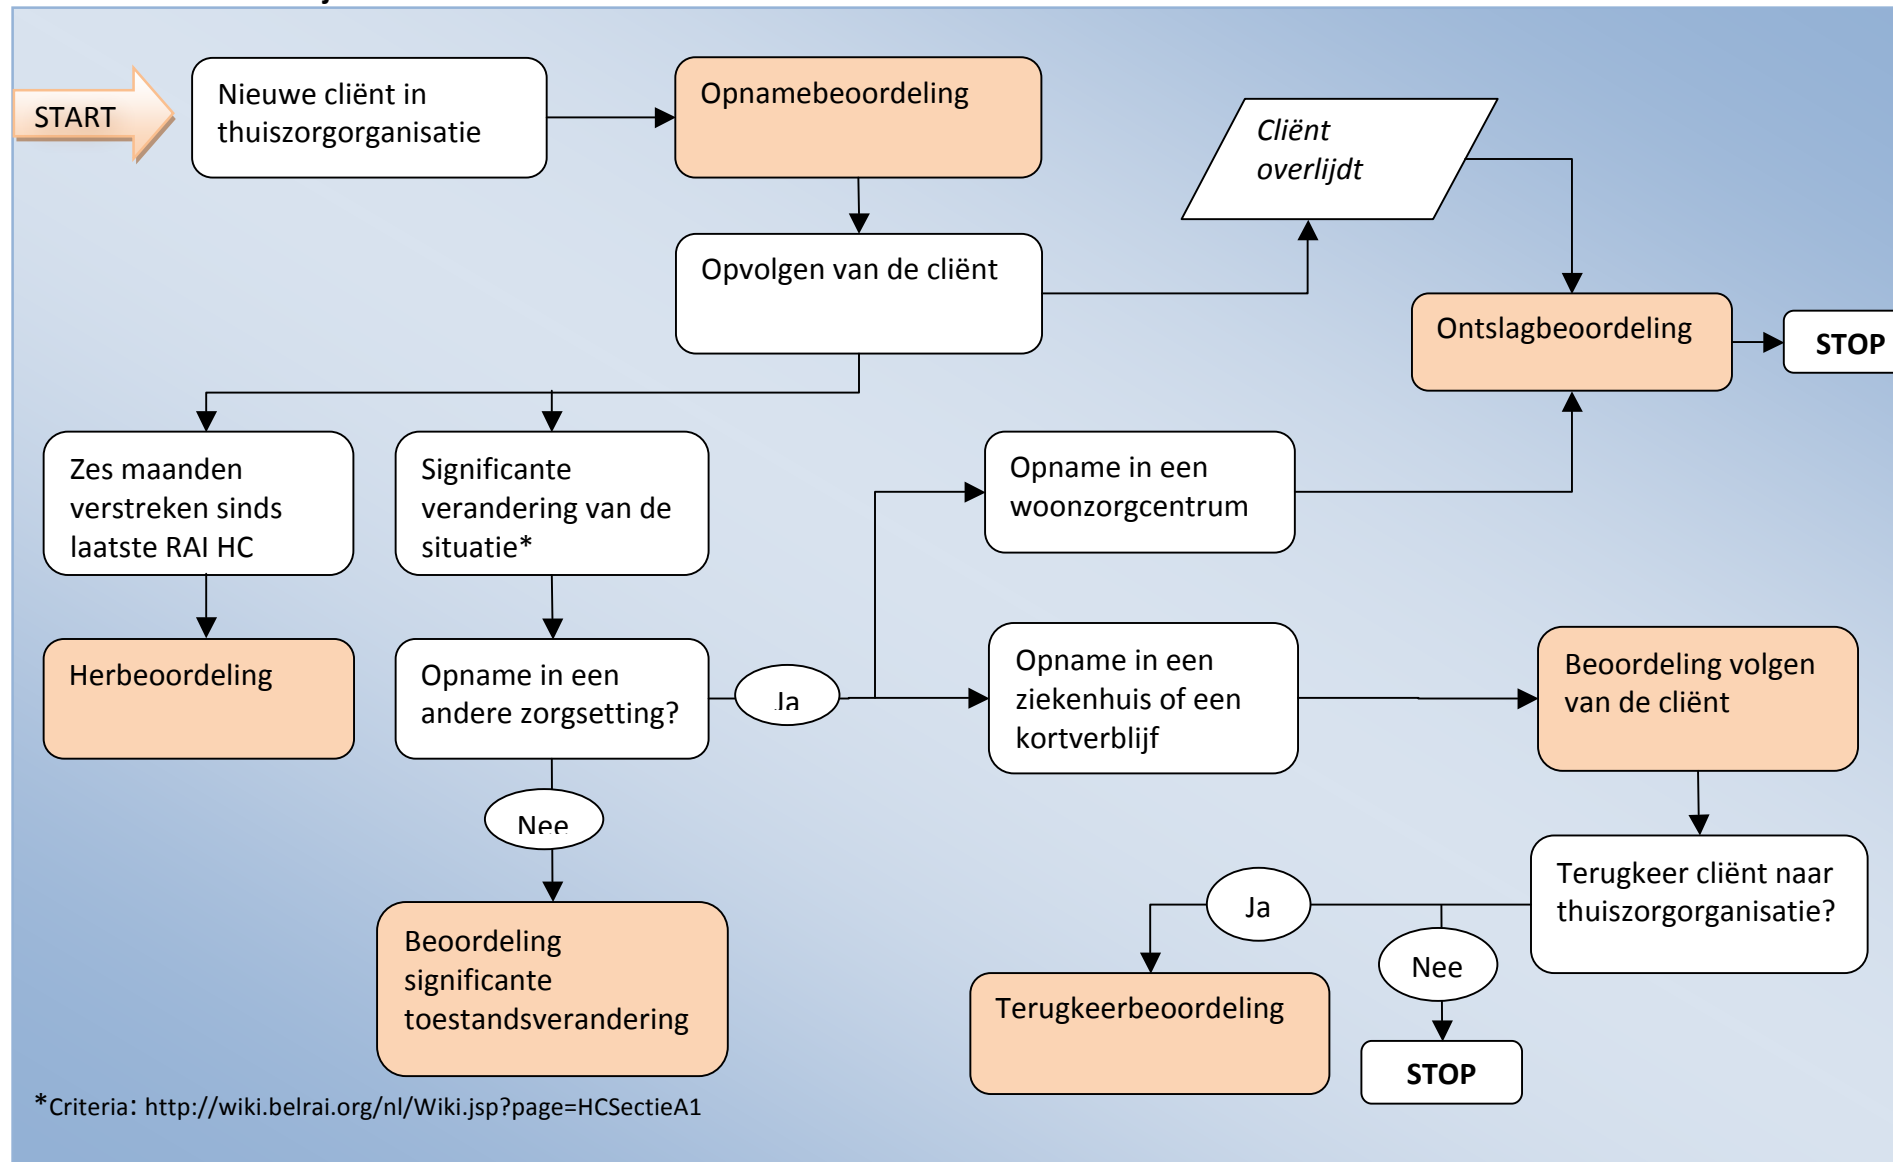 START
Nieuwe cliënt in
thuiszorgorganisatie
Opnamebeoordeling
Cliënt
overlijdt
Opvolgen van de cliënt
Ontslagbeoordeling
STOP
Zes maanden
verstreken sinds
laatste RAI HC
Significante
verandering van de
situatie*
Opname in een
woonzorgcentrum
Herbeoordeling
Opname in een
andere zorgsetting?
Ja
Opname in een
ziekenhuis of een
kortverblijf
Beoordeling volgen
van de cliënt
Nee
Terugkeer cliënt naar
thuiszorgorganisatie?
Ja
Nee
Beoordeling
significante
toestandsverandering
Terugkeerbeoordeling
STOP
*Criteria: http://wiki.belrai.org/nl/Wiki.jsp?page=HCSectieA1